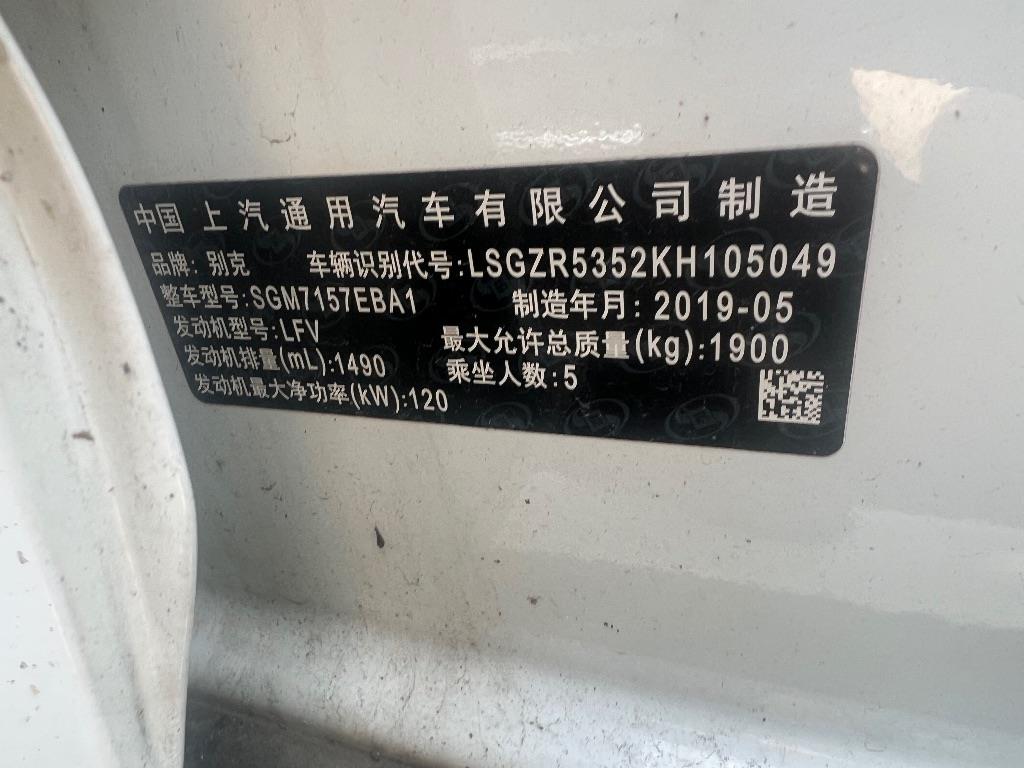 中国 上汽通用汽车有限公司制造
品牌: 别克 车辆识别代号:LSGZR5352KH105049
整车型号:SGM7157EBA1 制造年月:2019-05
发动机型号:LFV 最大允许总质量(kg):1900
发动机排量(mL):1490 乘坐人数:5
发动机最大净功率(kW):120